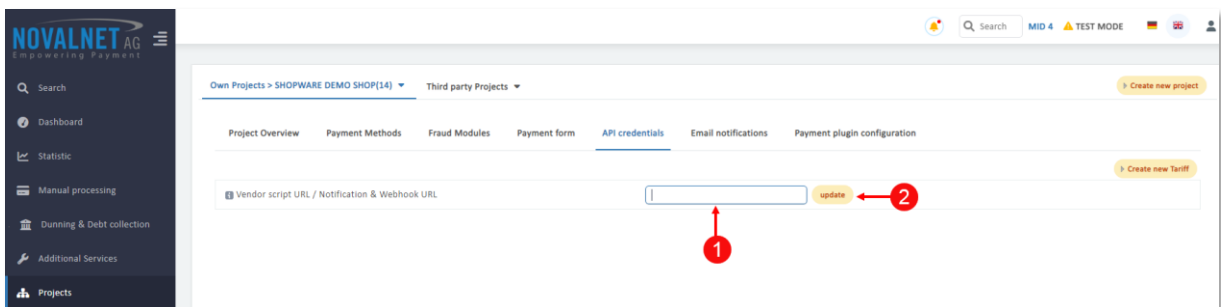 NOVALNET AG
Empowering Payment
Search
MID 4
TEST MODE
Search
Dashboard
Statistic
Manual processing
Dunning & Debt collection
Additional Services
Projects
Own Projects > SHOPWARE DEMO SHOP(14)
Third party Projects
Create new project
Project Overview
Payment Methods
Fraud Modules
Payment form
API credentials
Email notifications
Payment plugin configuration
Create new Tariff
Vendor script URL / Notification & Webhook URL
update
2
1